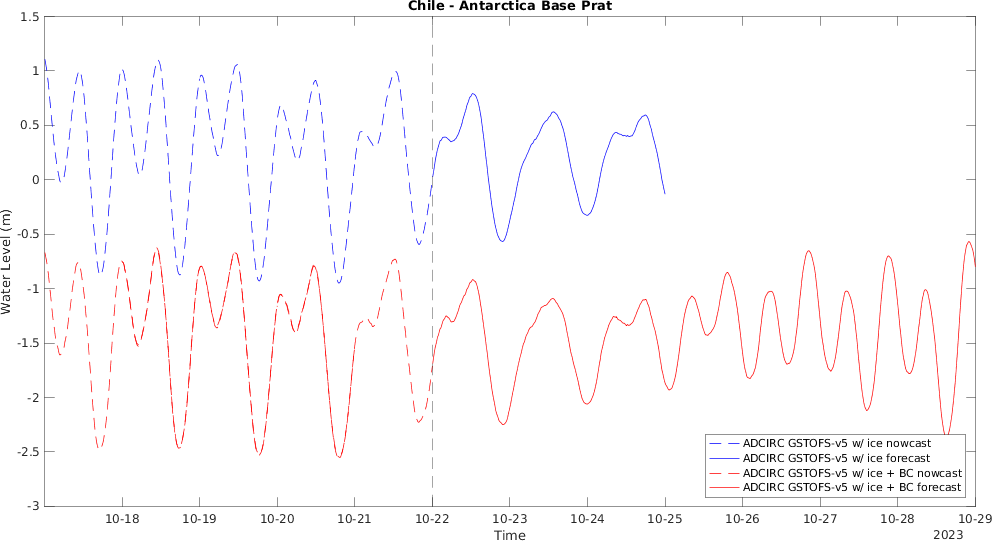 Chile - Antarctica Base Prat
1.5
1
0.5
0
-0.5
-1
-1.5
-2
-2.5
-3
Water Level (m)
10-18 10-19 10-20 10-21 10-22 10-23 10-24 10-25 10-26 10-27 10-28 10-29
Time
2023
ADCIRC GSTOFS-v5 w/ ice nowcast
ADCIRC GSTOFS-v5 w/ ice forecast
ADCIRC GSTOFS-v5 w/ ice + BC nowcast
ADCIRC GSTOFS-v5 w/ ice + BC forecast